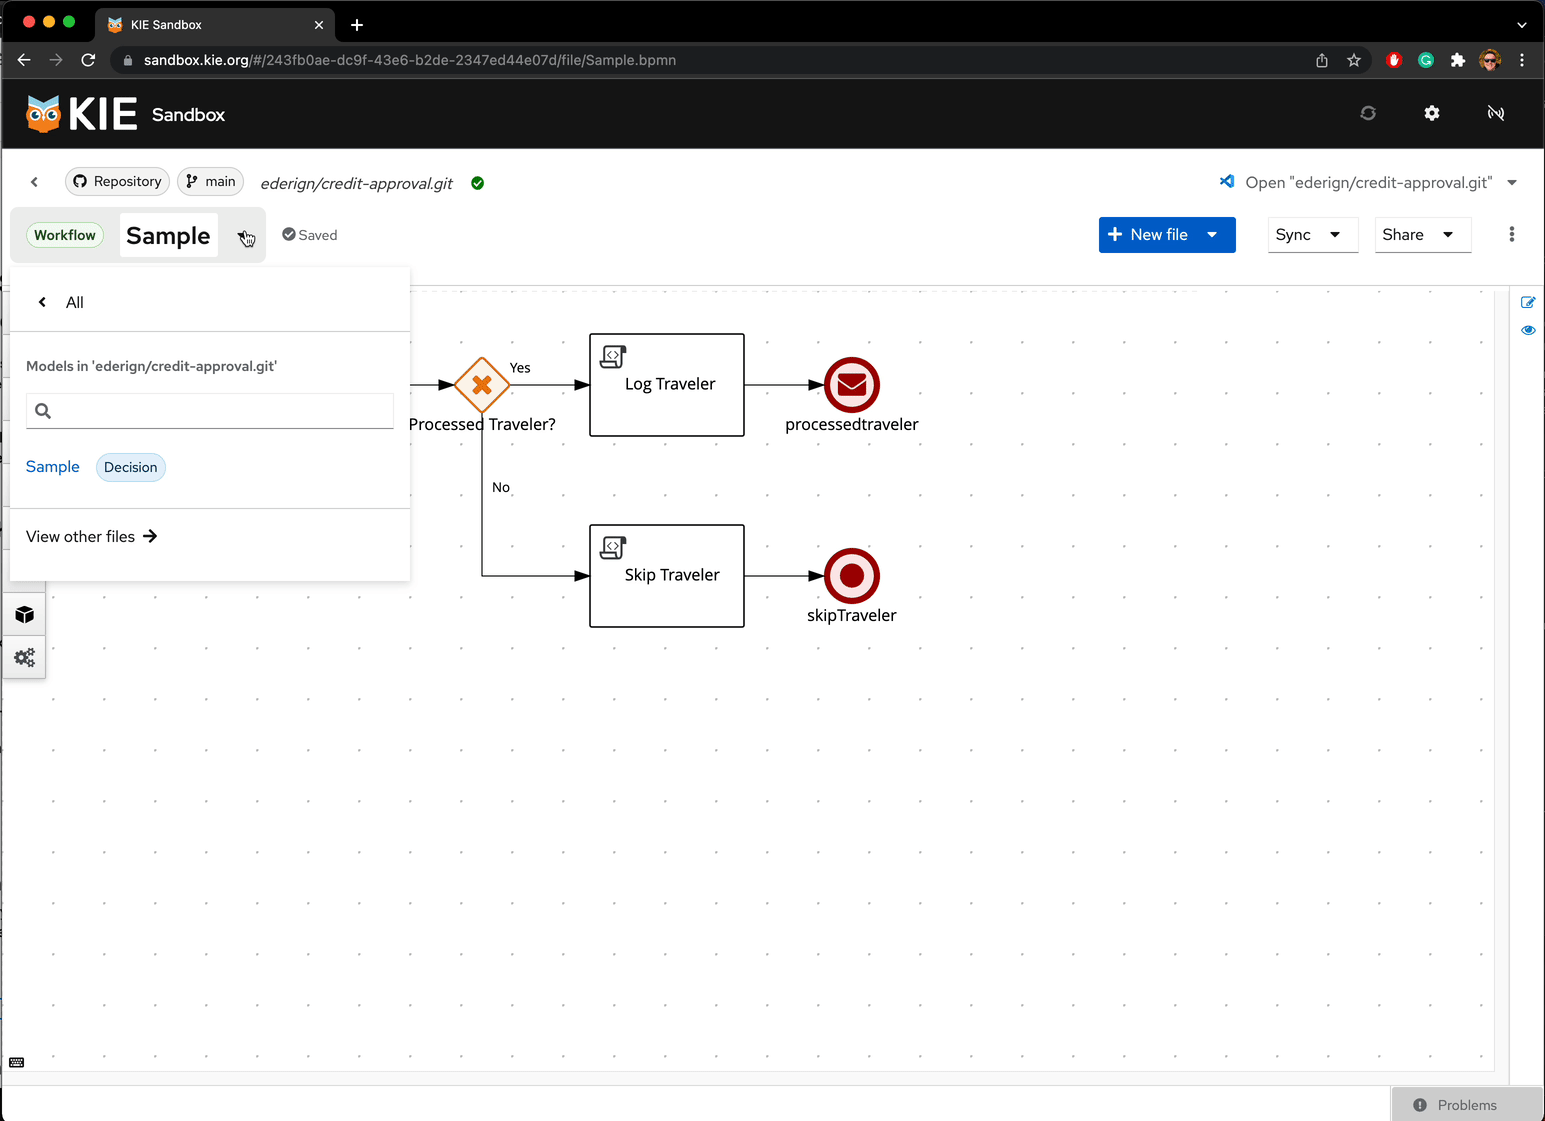 KIE Sandbox
sandbox.kie.org/#/243fb0ae-dc9f-43e6-b2de-2347ed44e07d/file/Sample.bpmn
KIE Sandbox
Repository main ederign/credit-approval.git Open "ederign/credit-approval.git"
Workflow Sample Saved New file Sync Share
All
Models in 'ederign/credit-approval.git'
Sample Decision
View other files
Yes
Log Traveler
Processed Traveler?
processedtraveler
No
Skip Traveler
skipTraveler
Problems